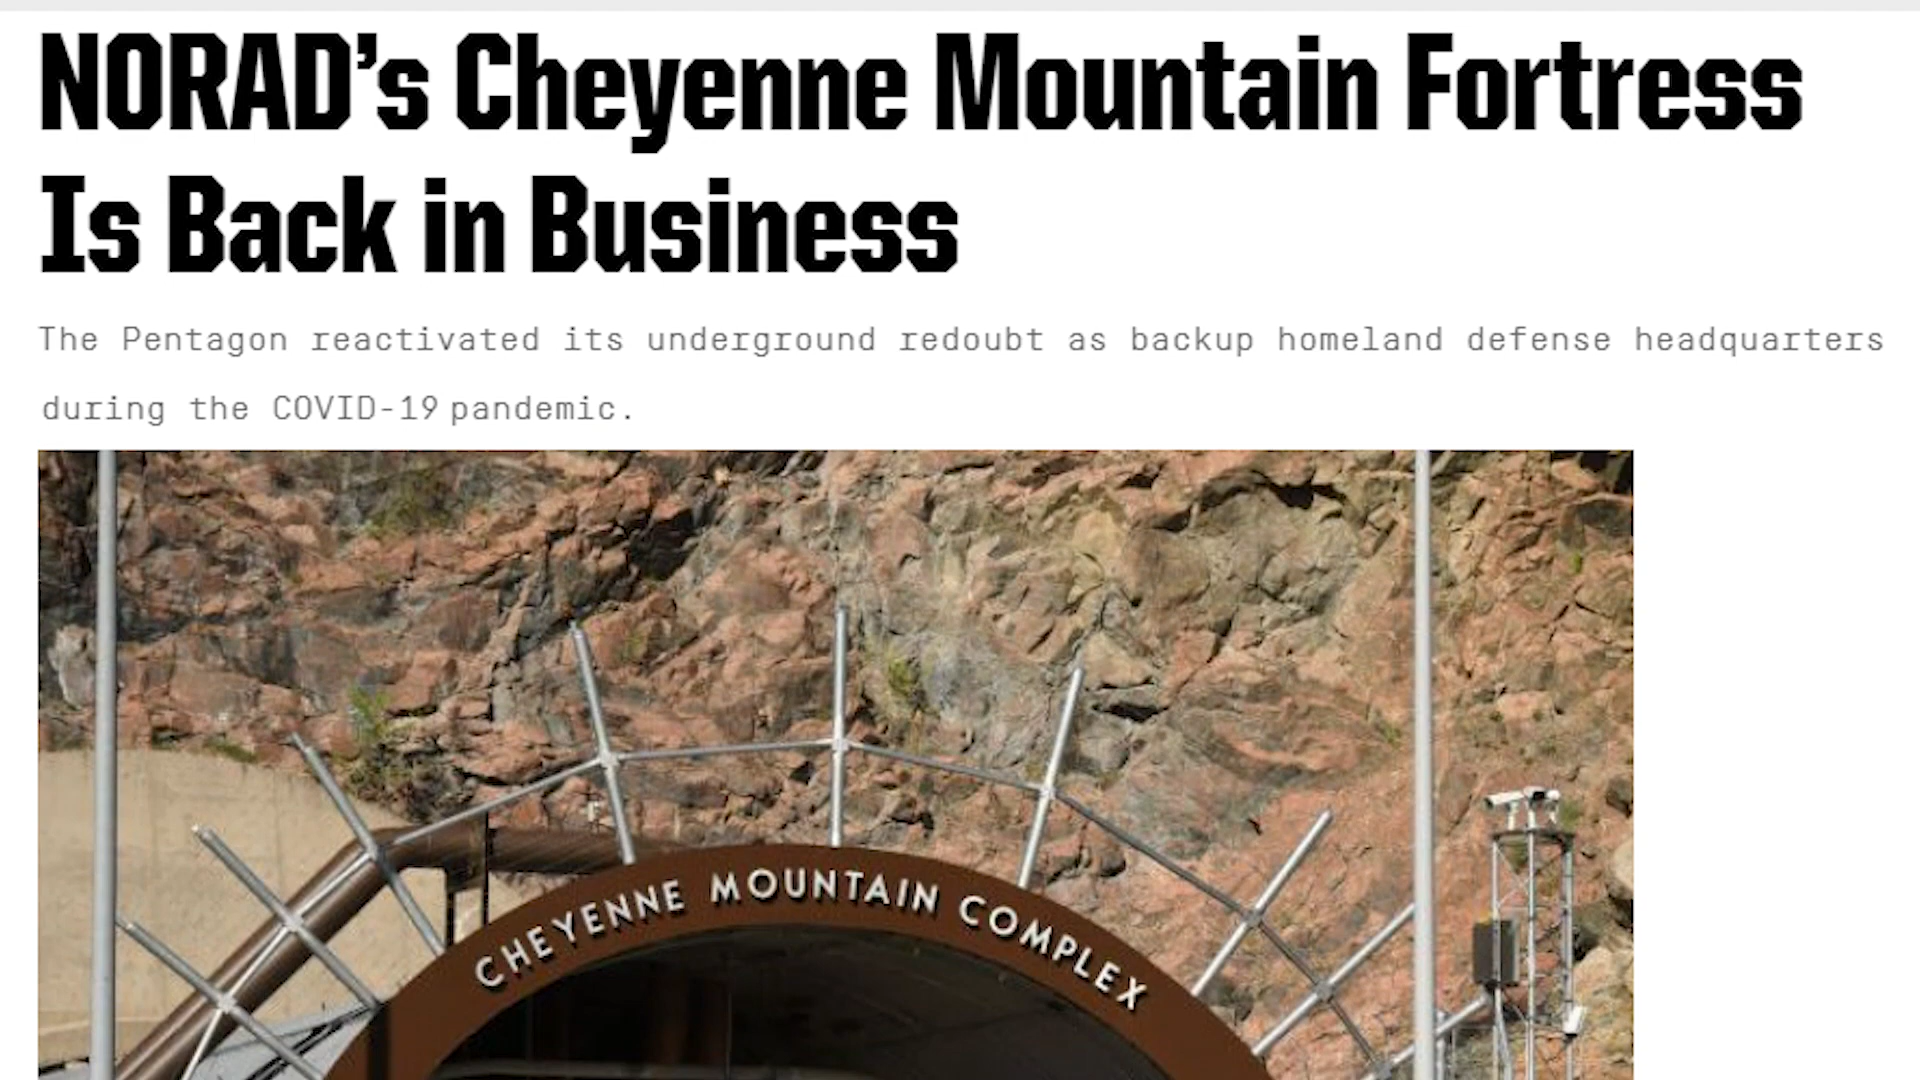 NORAD’s Cheyenne Mountain Fortress
Is Back in Business
The Pentagon reactivated its underground redoubt as backup homeland defense headquarters
during the COVID-19 pandemic.
CHEYENNE MOUNTAIN COMPLEX